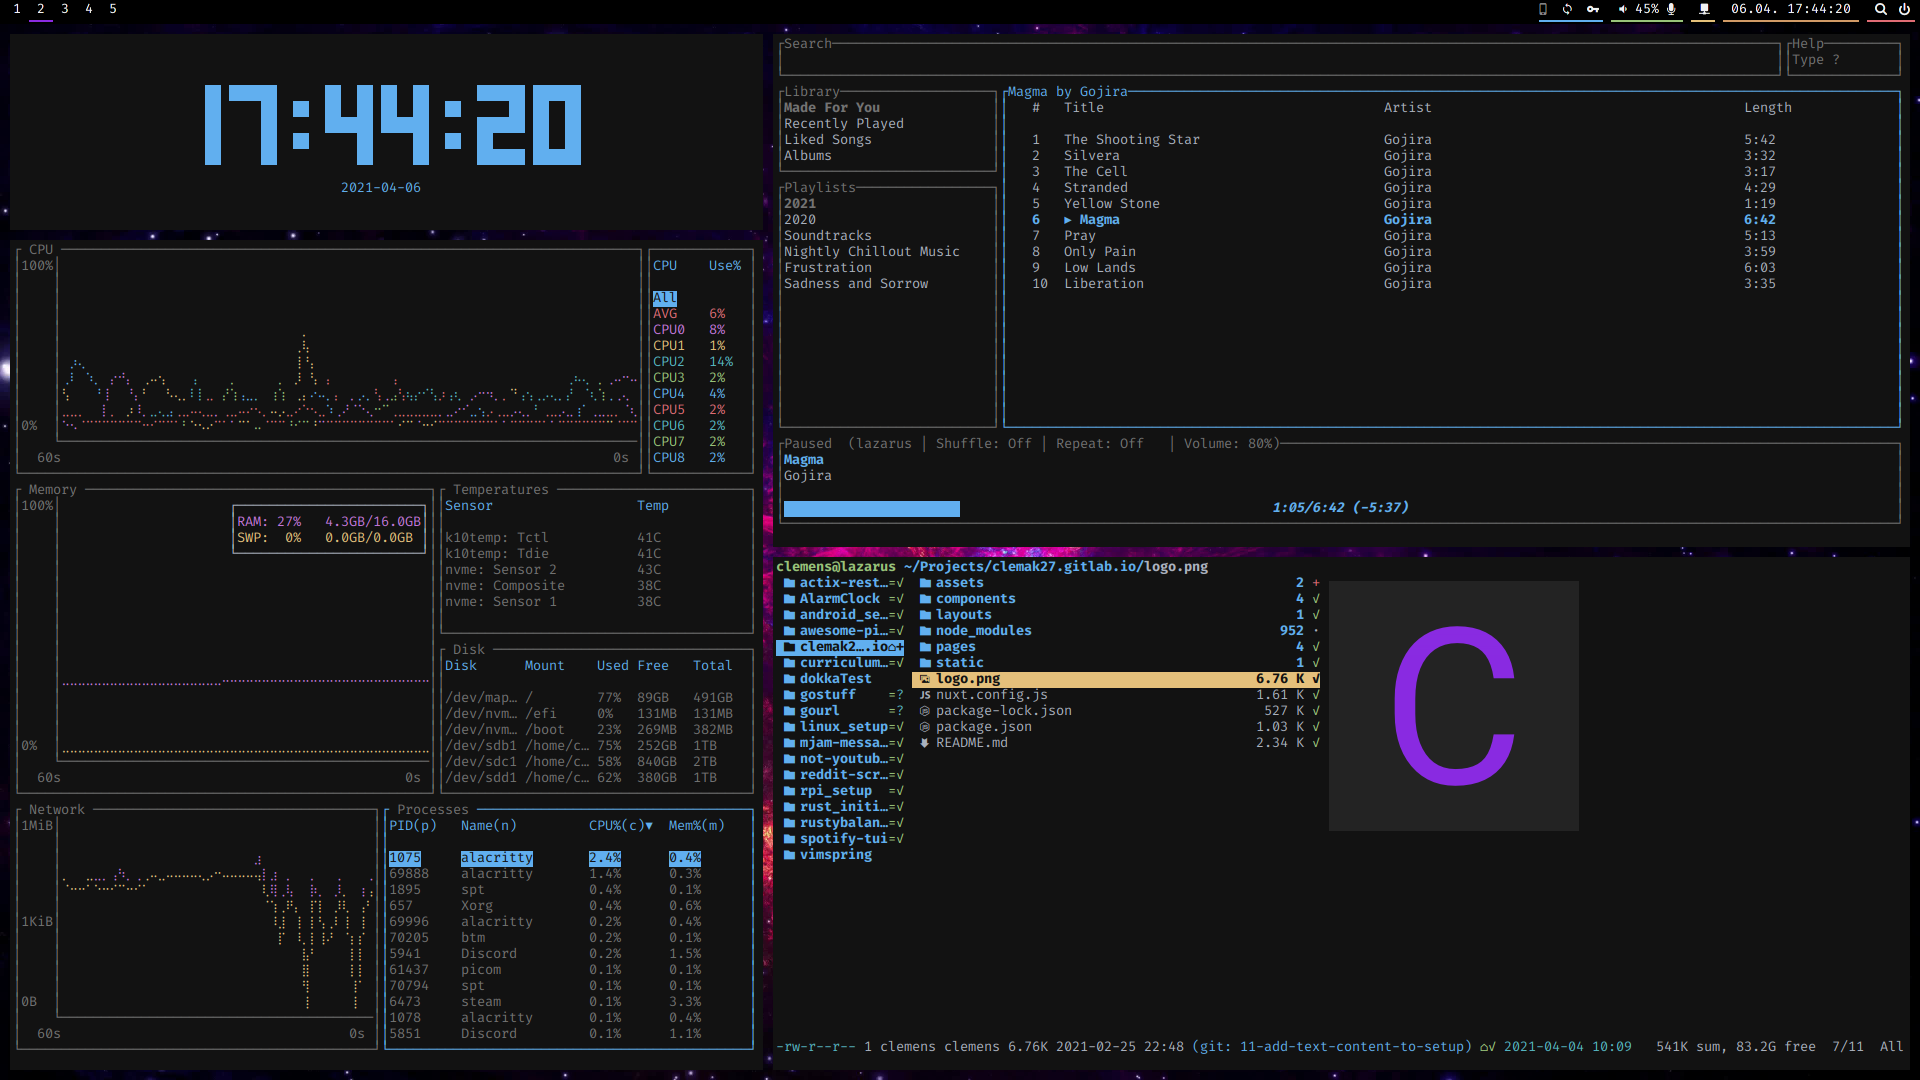 1 2 3 4 5
45%
06.04. 17:44:20
17:44:20
2021-04-06
CPU
100%
0%
60s 0s
CPU Use%
All
AVG 6%
CPU0 8%
CPU1 1%
CPU2 14%
CPU3 2%
CPU4 4%
CPU5 2%
CPU6 2%
CPU7 2%
CPU8 2%
Memory
100%
RAM: 27% 4.3GB/16.0GB
SWP: 0% 0.0GB/0.0GB
0%
60s 0s
Temperatures
Sensor Temp
k10temp: Tctl 41C
k10temp: Tdie 41C
nvme: Sensor 2 43C
nvme: Composite 38C
nvme: Sensor 1 38C
Disk
Disk Mount Used Free Total
/dev/map… / 77% 89GB 491GB
/dev/nvm… /efi 0% 131MB 131MB
/dev/nvm… /boot 23% 269MB 382MB
/dev/sdb1 /home/c… 75% 252GB 1TB
/dev/sdc1 /home/c… 58% 840GB 2TB
/dev/sdd1 /home/c… 62% 380GB 1TB
Network
1MiB
1KiB
0B
60s 0s
Processes
PID(p) Name(n) CPU%(c)▼ Mem%(m)
1075 alacritty 2.4% 0.4%
69888 alacritty 1.4% 0.3%
1895 spt 0.4% 0.1%
657 Xorg 0.4% 0.6%
69996 alacritty 0.2% 0.4%
70205 btm 0.2% 0.1%
5941 Discord 0.2% 1.5%
61437 picom 0.1% 0.1%
70794 spt 0.1% 0.1%
6473 steam 0.1% 3.3%
1078 alacritty 0.1% 0.4%
5851 Discord 0.1% 1.1%
Search
Help
Type ?
Library
Made For You
Recently Played
Liked Songs
Albums
Playlists
2021
2020
Soundtracks
Nightly Chillout Music
Frustration
Sadness and Sorrow
Magma by Gojira
# Title Artist Length
1 The Shooting Star Gojira 5:42
2 Silvera Gojira 3:32
3 The Cell Gojira 3:17
4 Stranded Gojira 4:29
5 Yellow Stone Gojira 1:19
6 ▶ Magma Gojira 6:42
7 Pray Gojira 5:13
8 Only Pain Gojira 3:59
9 Low Lands Gojira 6:03
10 Liberation Gojira 3:35
Paused (lazarus | Shuffle: Off | Repeat: Off | Volume: 80%)
Magma
Gojira
1:05/6:42 (-5:37)
clemens@lazarus ~/Projects/clemak27.gitlab.io/logo.png
actix-rest…=√
AlarmClock =√
android_se…=√
awesome-pi…=√
clemak2….io⌂+
curriculum…=√
dokkaTest
gostuff =?
gourl =?
linux_setup=√
mjam-messa…=√
not-youtub…=√
reddit-scr…=√
rpi_setup =√
rust_initi…=√
rustybalan…=√
spotify-tui=√
vimspring
assets 2 +
components 4 √
layouts 1 √
node_modules 952 ·
pages 4 √
static 1 √
logo.png 6.76 K √
JS nuxt.config.js 1.61 K √
package-lock.json 527 K √
package.json 1.03 K √
README.md 2.34 K √
C
-rw-r--r-- 1 clemens clemens 6.76K 2021-02-25 22:48 (git: 11-add-text-content-to-setup) ⌂√ 2021-04-04 10:09 541K sum, 83.2G free 7/11 All